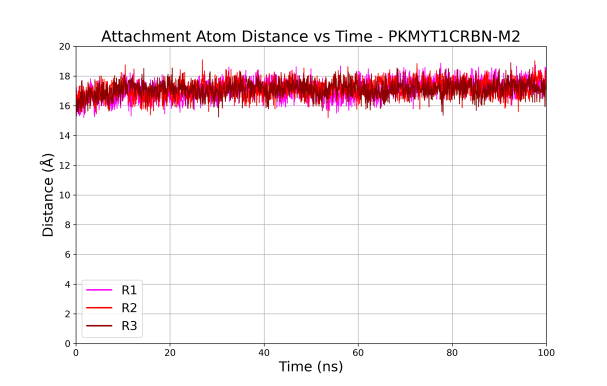 Attachment Atom Distance vs Time - PKMYT1CRBN-M2
20
18
16
14
12
10
8
6
4
2
0
Distance (Å)
R1
R2
R3
0 20 40 60 80 100
Time (ns)